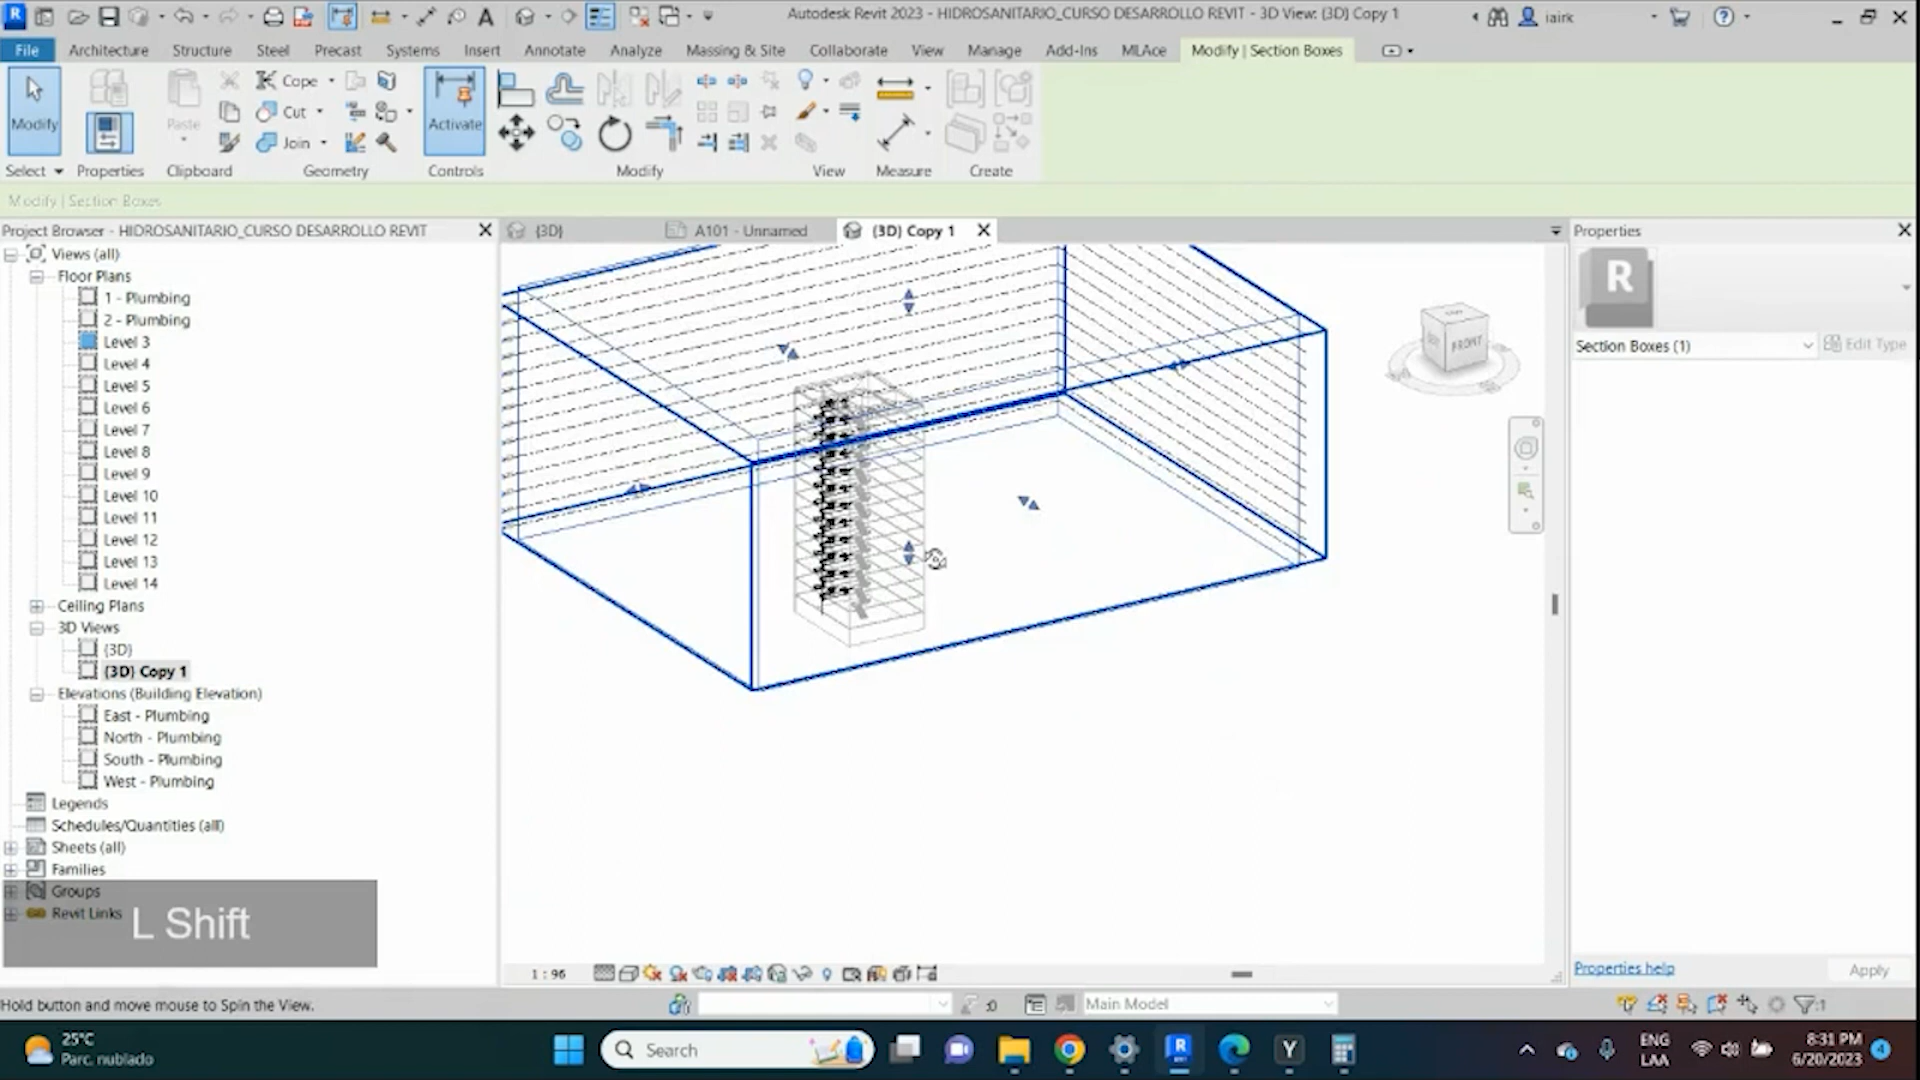 Autodesk Revit 2023 - HIDROSANITARIO_CURSO DESARROLLO REVIT - 3D View: {3D} Copy 1
iairk
File Architecture Structure Steel Precast Systems Insert Annotate Analyze Massing & Site Collaborate View Manage Add-Ins MLAce Modify | Section Boxes
Modify
Paste
Cope
Cut
Join
Activate
Select Properties Clipboard Geometry Controls Modify View Measure Create
Modify | Section Boxes
Project Browser - HIDROSANITARIO_CURSO DESARROLLO REVIT
{3D}
A101 - Unnamed
{3D} Copy 1
Properties
Views (all)
Floor Plans
1 - Plumbing
2 - Plumbing
Level 3
Level 4
Level 5
Level 6
Level 7
Level 8
Level 9
Level 10
Level 11
Level 12
Level 13
Level 14
Ceiling Plans
3D Views
{3D}
{3D} Copy 1
Elevations (Building Elevation)
East - Plumbing
North - Plumbing
South - Plumbing
West - Plumbing
Legends
Schedules/Quantities (all)
Sheets (all)
Families
Groups
Revit Links
L Shift
FRONT
R
Section Boxes (1)
Edit Type
Properties help
Apply
1 : 96
Hold button and move mouse to Spin the View.
:0
Main Model
:1
25°C
Parc. nublado
Search
ENG
LAA
8:31 PM
6/20/2023
4